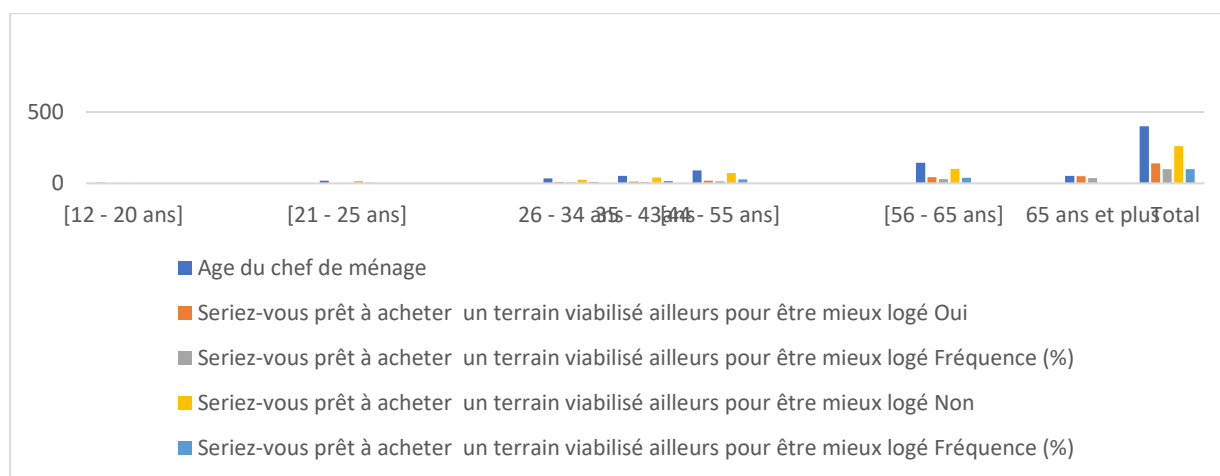 500
0
[12 - 20 ans] [21 - 25 ans] 26 - 34 ans 35 - 43 ans [44 - 55 ans] [56 - 65 ans] 65 ans et plus Total
Age du chef de ménage
Seriez-vous prêt à acheter un terrain viabilisé ailleurs pour être mieux logé Oui
Seriez-vous prêt à acheter un terrain viabilisé ailleurs pour être mieux logé Fréquence (%)
Seriez-vous prêt à acheter un terrain viabilisé ailleurs pour être mieux logé Non
Seriez-vous prêt à acheter un terrain viabilisé ailleurs pour être mieux logé Fréquence (%)